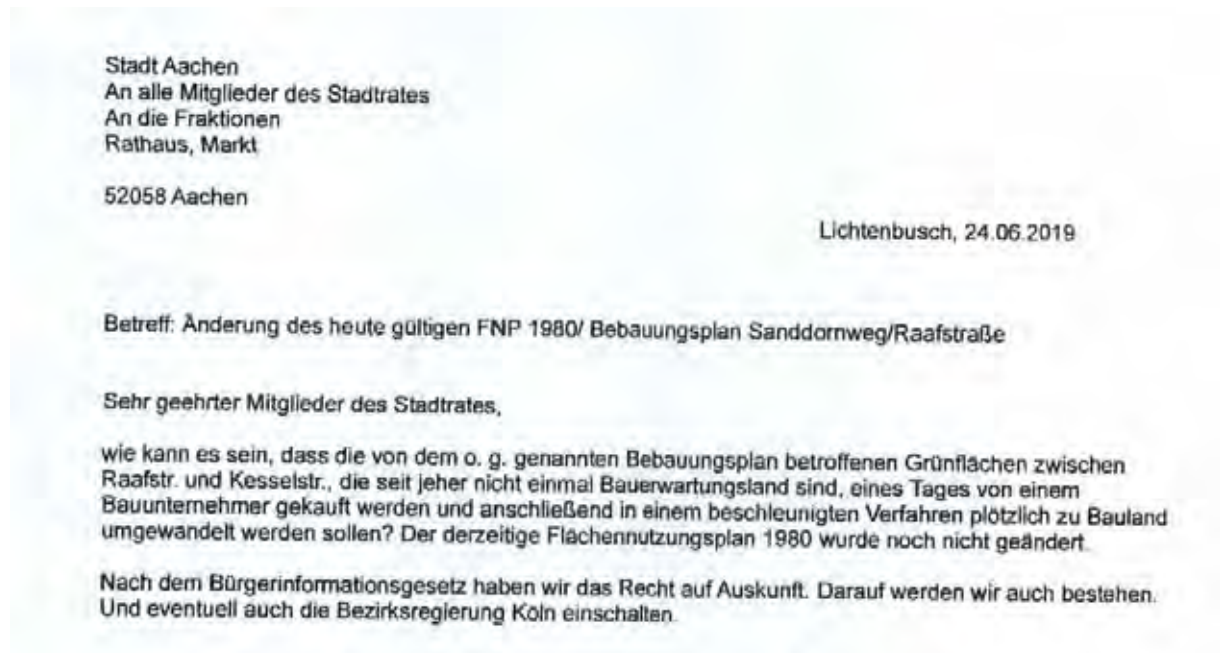 Stadt Aachen
An alle Mitglieder des Stadtrates
An die Fraktionen
Rathaus, Markt
52058 Aachen
Lichtenbusch, 24.06.2019
Betreff: Änderung des heute gültigen FNP 1980/ Bebauungsplan Sanddornweg/Raafstraße
Sehr geehrter Mitglieder des Stadtrates,
wie kann es sein, dass die von dem o. g. genannten Bebauungsplan betroffenen Grünflächen zwischen
Raafstr. und Kesselstr., die seit jeher nicht einmal Bauerwartungsland sind, eines Tages von einem
Bauunternehmer gekauft werden und anschließend in einem beschleunigten Verfahren plötzlich zu Bauland
umgewandelt werden sollen? Der derzeitige Flächennutzungsplan 1980 wurde noch nicht geändert.
Nach dem Bürgerinformationsgesetz haben wir das Recht auf Auskunft. Darauf werden wir auch bestehen.
Und eventuell auch die Bezirksregierung Köln einschalten.